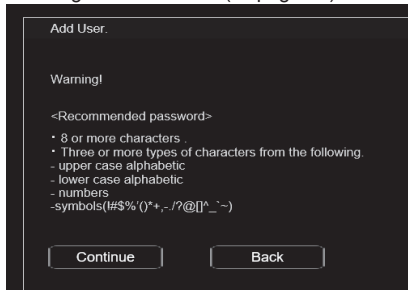 Add User.
Warning!
<Recommended password>
・8 or more characters .
・Three or more types of characters from the following.
- upper case alphabetic
- lower case alphabetic
- numbers
-symbols(!#$%'()*+,-./?@[]^_`~)
Continue
Back